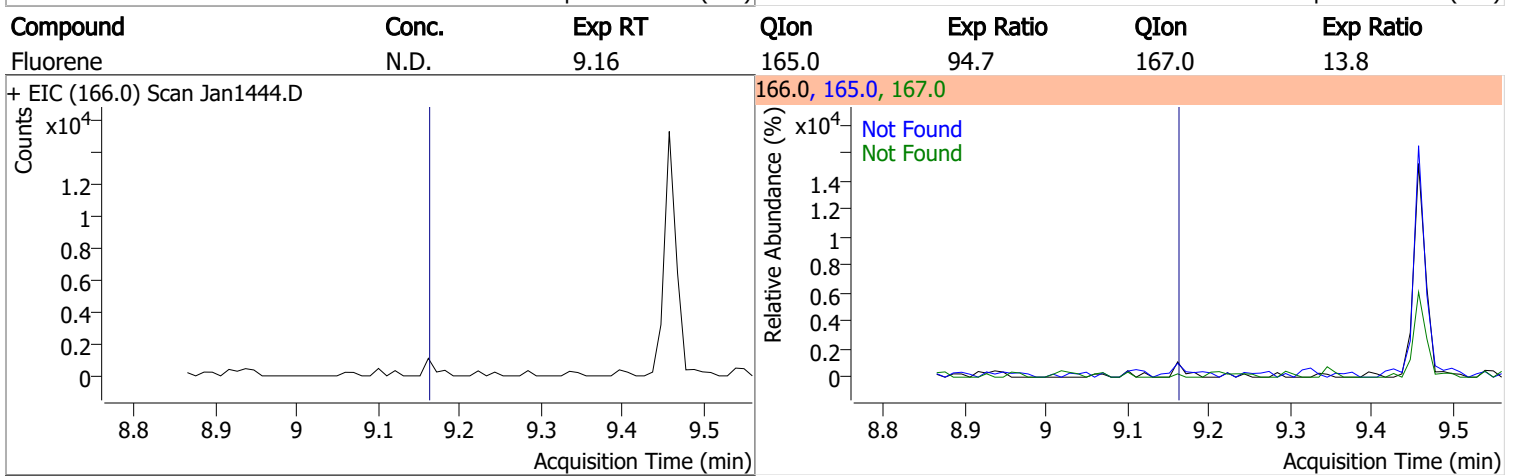 Compound Conc. Exp RT QIon Exp Ratio QIon Exp Ratio
Fluorene N.D. 9.16 165.0 94.7 167.0 13.8
+ EIC (166.0) Scan Jan1444.D
Counts
x10⁴
1.2
1
0.8
0.6
0.4
0.2
0
8.8 8.9 9 9.1 9.2 9.3 9.4 9.5
Acquisition Time (min)
166.0, 165.0, 167.0
Relative Abundance (%)
x10⁴
Not Found
Not Found
1.4
1.2
1
0.8
0.6
0.4
0.2
0
8.8 8.9 9 9.1 9.2 9.3 9.4 9.5
Acquisition Time (min)